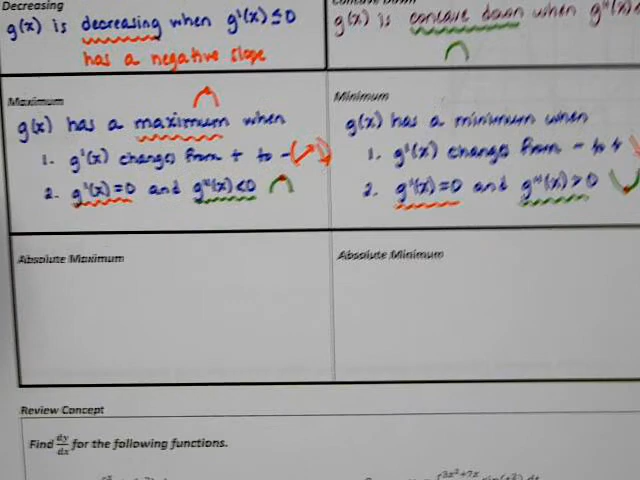 Decreasing
g(x) is decreasing when g'(x) ≤ 0
has a negative slope
Concave Down
g(x) is concave down when g''(x)<
Maximum
g(x) has a maximum when
1. g'(x) changes from + to -
2. g'(x)=0 and g''(x)<0
Minimum
g(x) has a minimum when
1. g'(x) changes from - to +
2. g'(x)=0 and g''(x)>0
Absolute Maximum
Absolute Minimum
Review Concept
Find dy/dx for the following functions.